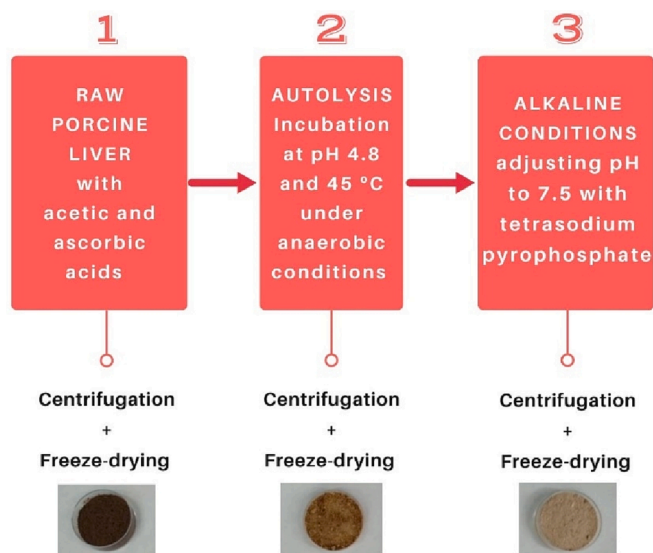 1
RAW
PORCINE
LIVER
with
acetic and
ascorbic
acids
2
AUTOLYSIS
Incubation
at pH 4.8
and 45 ºC
under
anaerobic
conditions
3
ALKALINE
CONDITIONS
adjusting pH
to 7.5 with
tetrasodium
pyrophosphate
Centrifugation
+
Freeze-drying
Centrifugation
+
Freeze-drying
Centrifugation
+
Freeze-drying